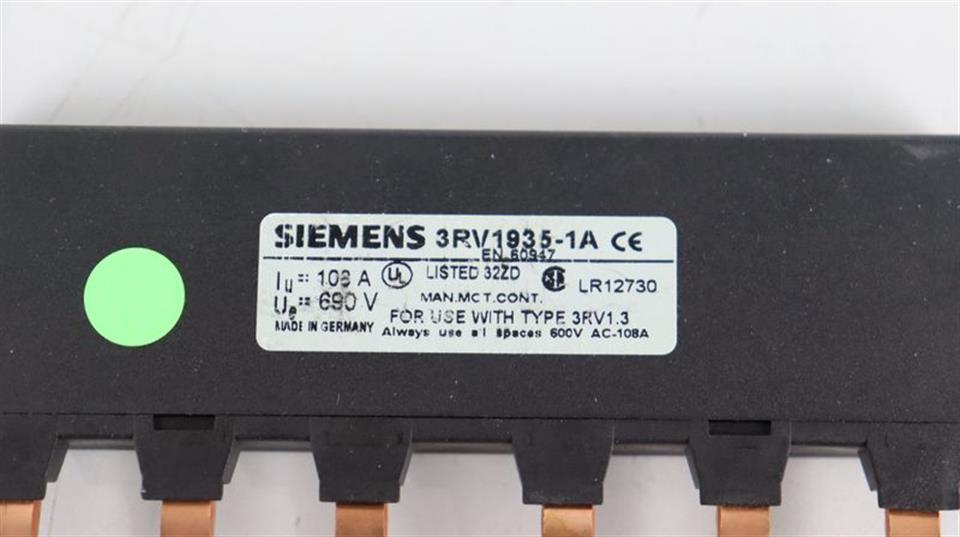 SIEMENS 3RV1935-1A CE
EN 60947
Iu = 108 A UL LISTED 32ZD LR12730
Ue = 690 V MAN.MCT.CONT.
FOR USE WITH TYPE 3RV1.3
MADE IN GERMANY Always use all spaces 600V AC-108A